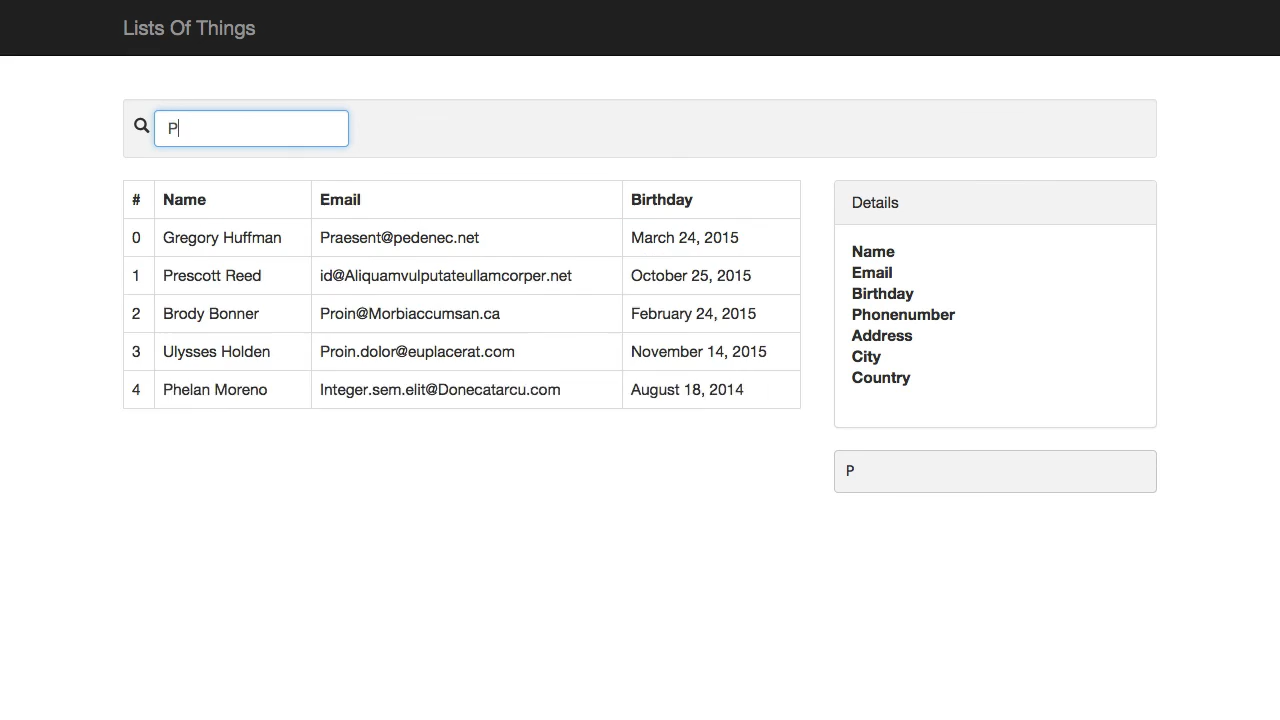 Lists Of Things
P
# Name Email Birthday
0 Gregory Huffman Praesent@pedenec.net March 24, 2015
1 Prescott Reed id@Aliquamvulputateullamcorper.net October 25, 2015
2 Brody Bonner Proin@Morbiaccumsan.ca February 24, 2015
3 Ulysses Holden Proin.dolor@euplacerat.com November 14, 2015
4 Phelan Moreno Integer.sem.elit@Donecatarcu.com August 18, 2014
Details
Name
Email
Birthday
Phonenumber
Address
City
Country
P